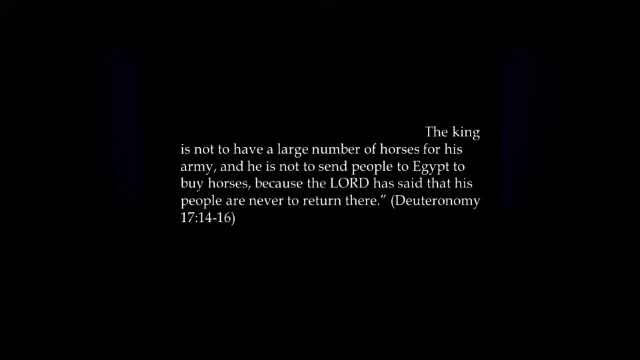 The king
is not to have a large number of horses for his
army, and he is not to send people to Egypt to
buy horses, because the LORD has said that his
people are never to return there.” (Deuteronomy
17:14-16)